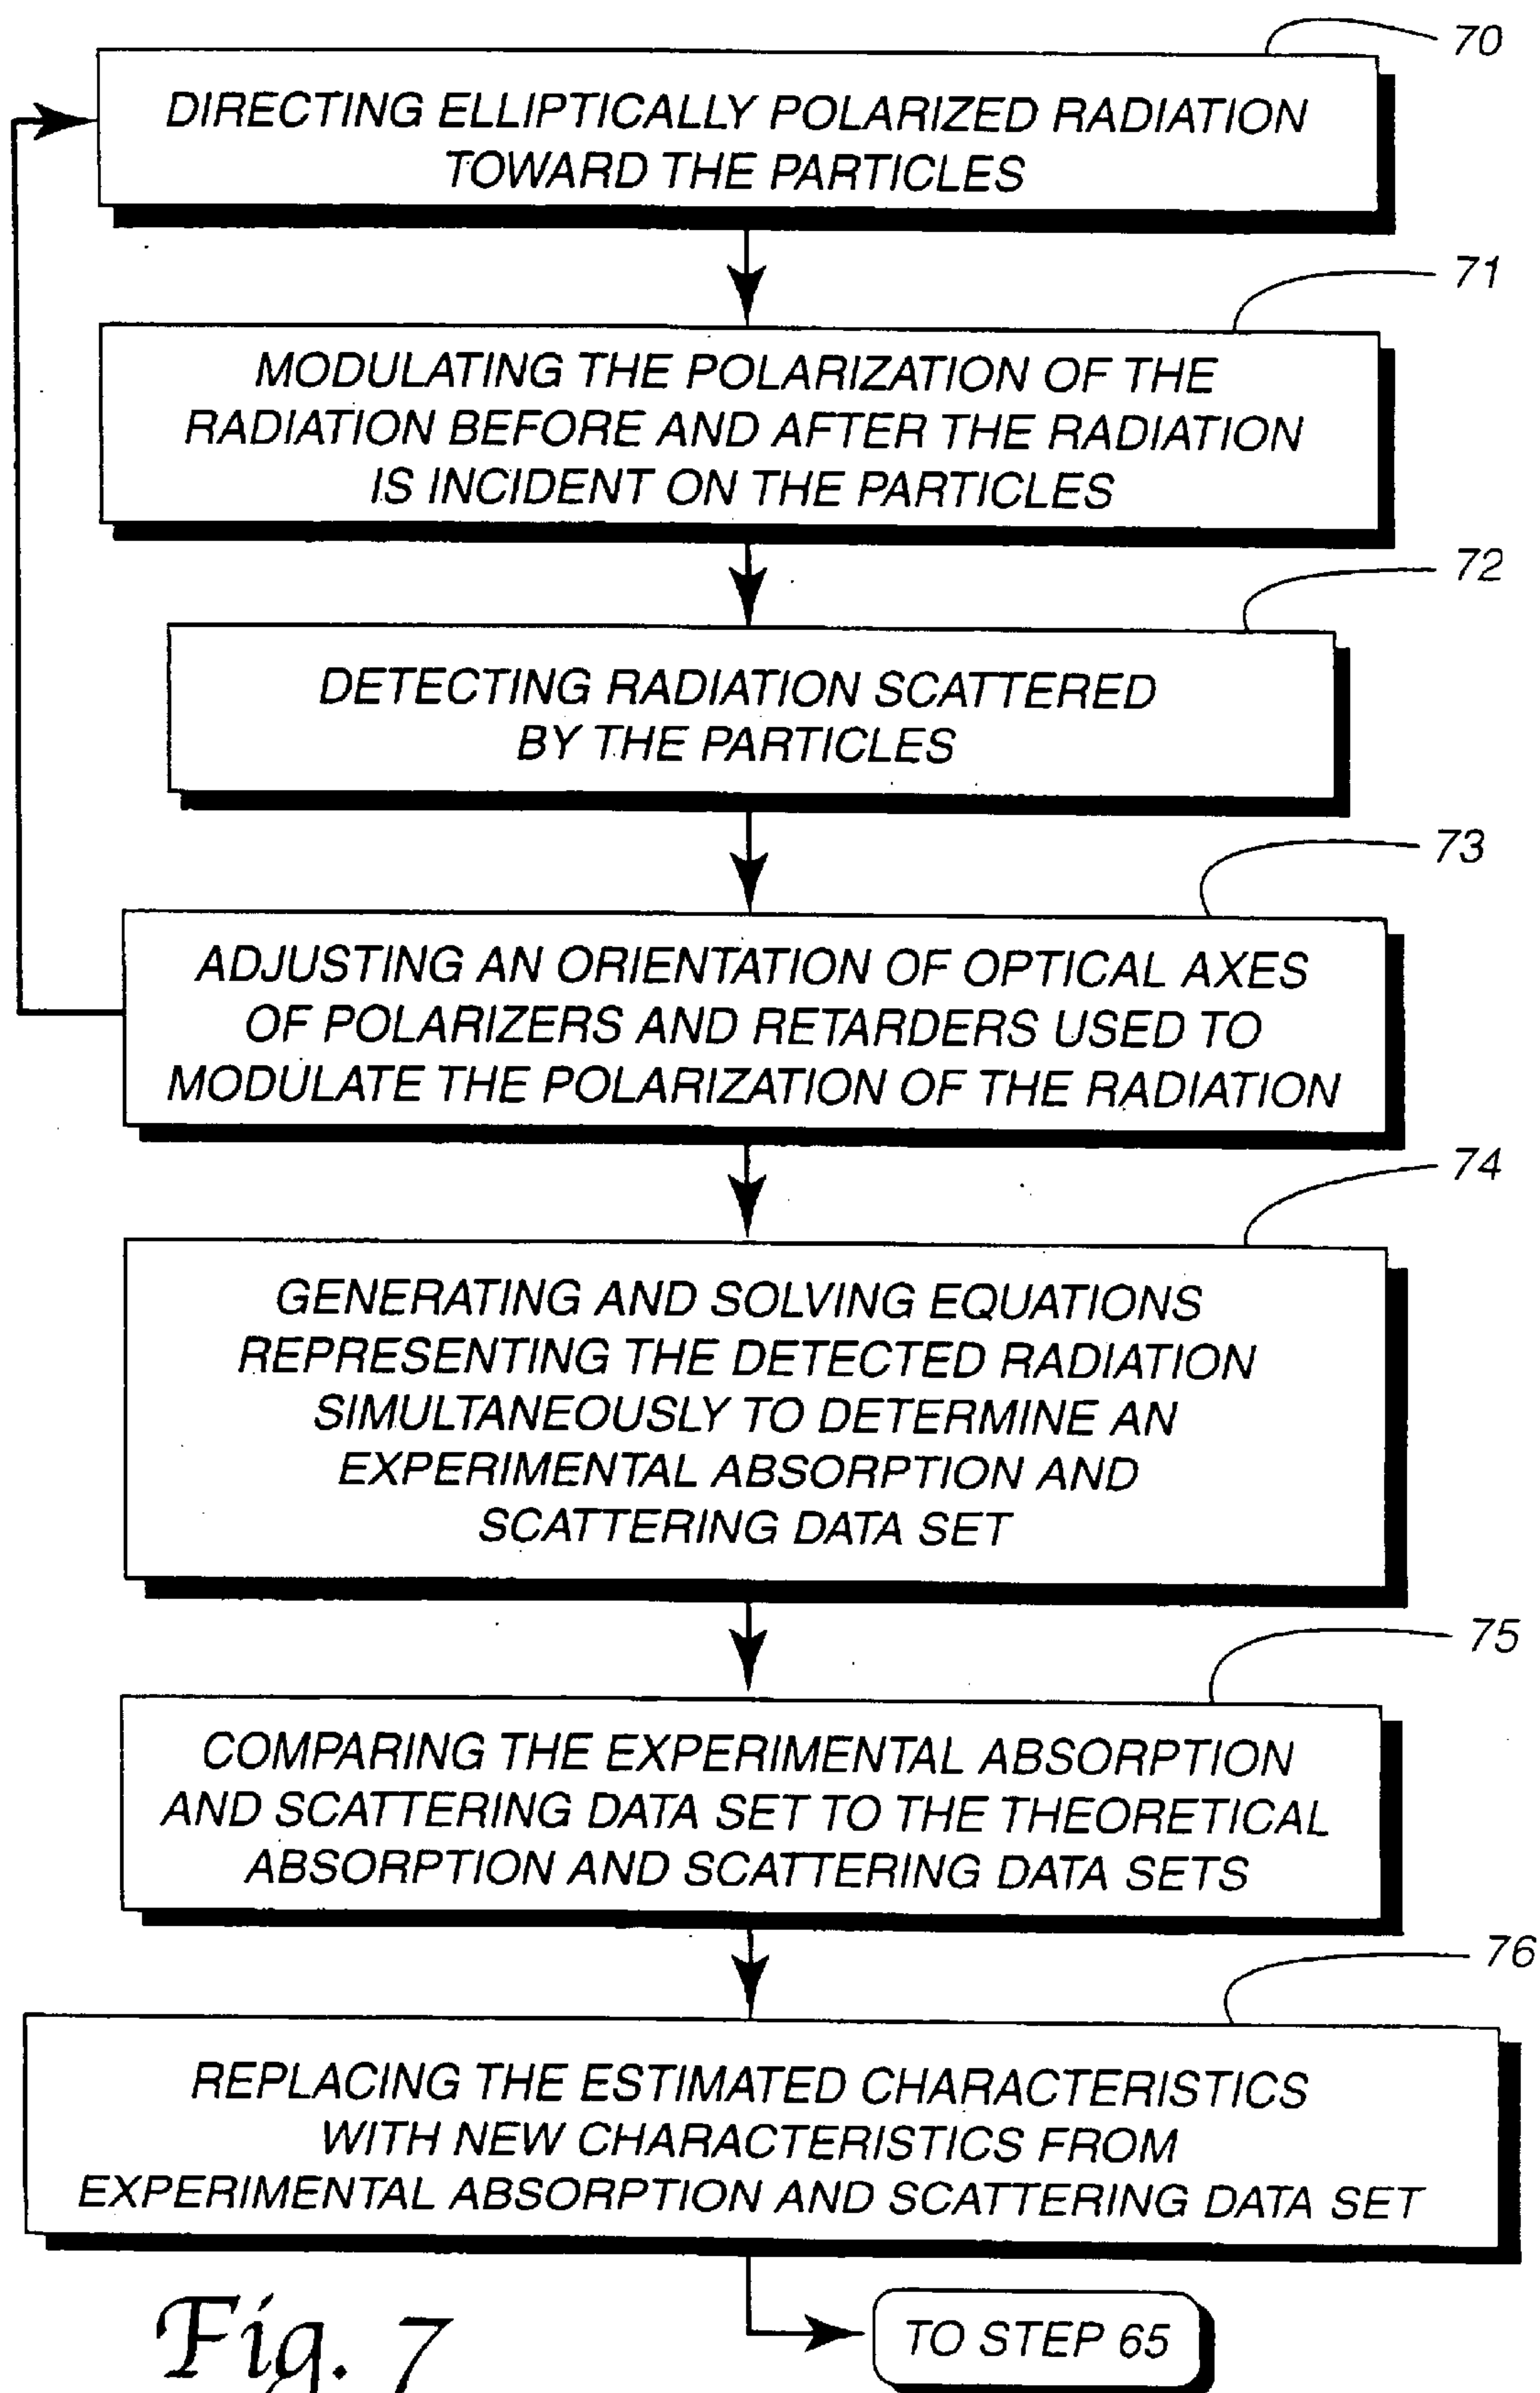 70
DIRECTING ELLIPTICALLY POLARIZED RADIATION
TOWARD THE PARTICLES
71
MODULATING THE POLARIZATION OF THE
RADIATION BEFORE AND AFTER THE RADIATION
IS INCIDENT ON THE PARTICLES
72
DETECTING RADIATION SCATTERED
BY THE PARTICLES
73
ADJUSTING AN ORIENTATION OF OPTICAL AXES
OF POLARIZERS AND RETARDERS USED TO
MODULATE THE POLARIZATION OF THE RADIATION
74
GENERATING AND SOLVING EQUATIONS
REPRESENTING THE DETECTED RADIATION
SIMULTANEOUSLY TO DETERMINE AN
EXPERIMENTAL ABSORPTION AND
SCATTERING DATA SET
75
COMPARING THE EXPERIMENTAL ABSORPTION
AND SCATTERING DATA SET TO THE THEORETICAL
ABSORPTION AND SCATTERING DATA SETS
76
REPLACING THE ESTIMATED CHARACTERISTICS
WITH NEW CHARACTERISTICS FROM
EXPERIMENTAL ABSORPTION AND SCATTERING DATA SET
TO STEP 65
Fig. 7